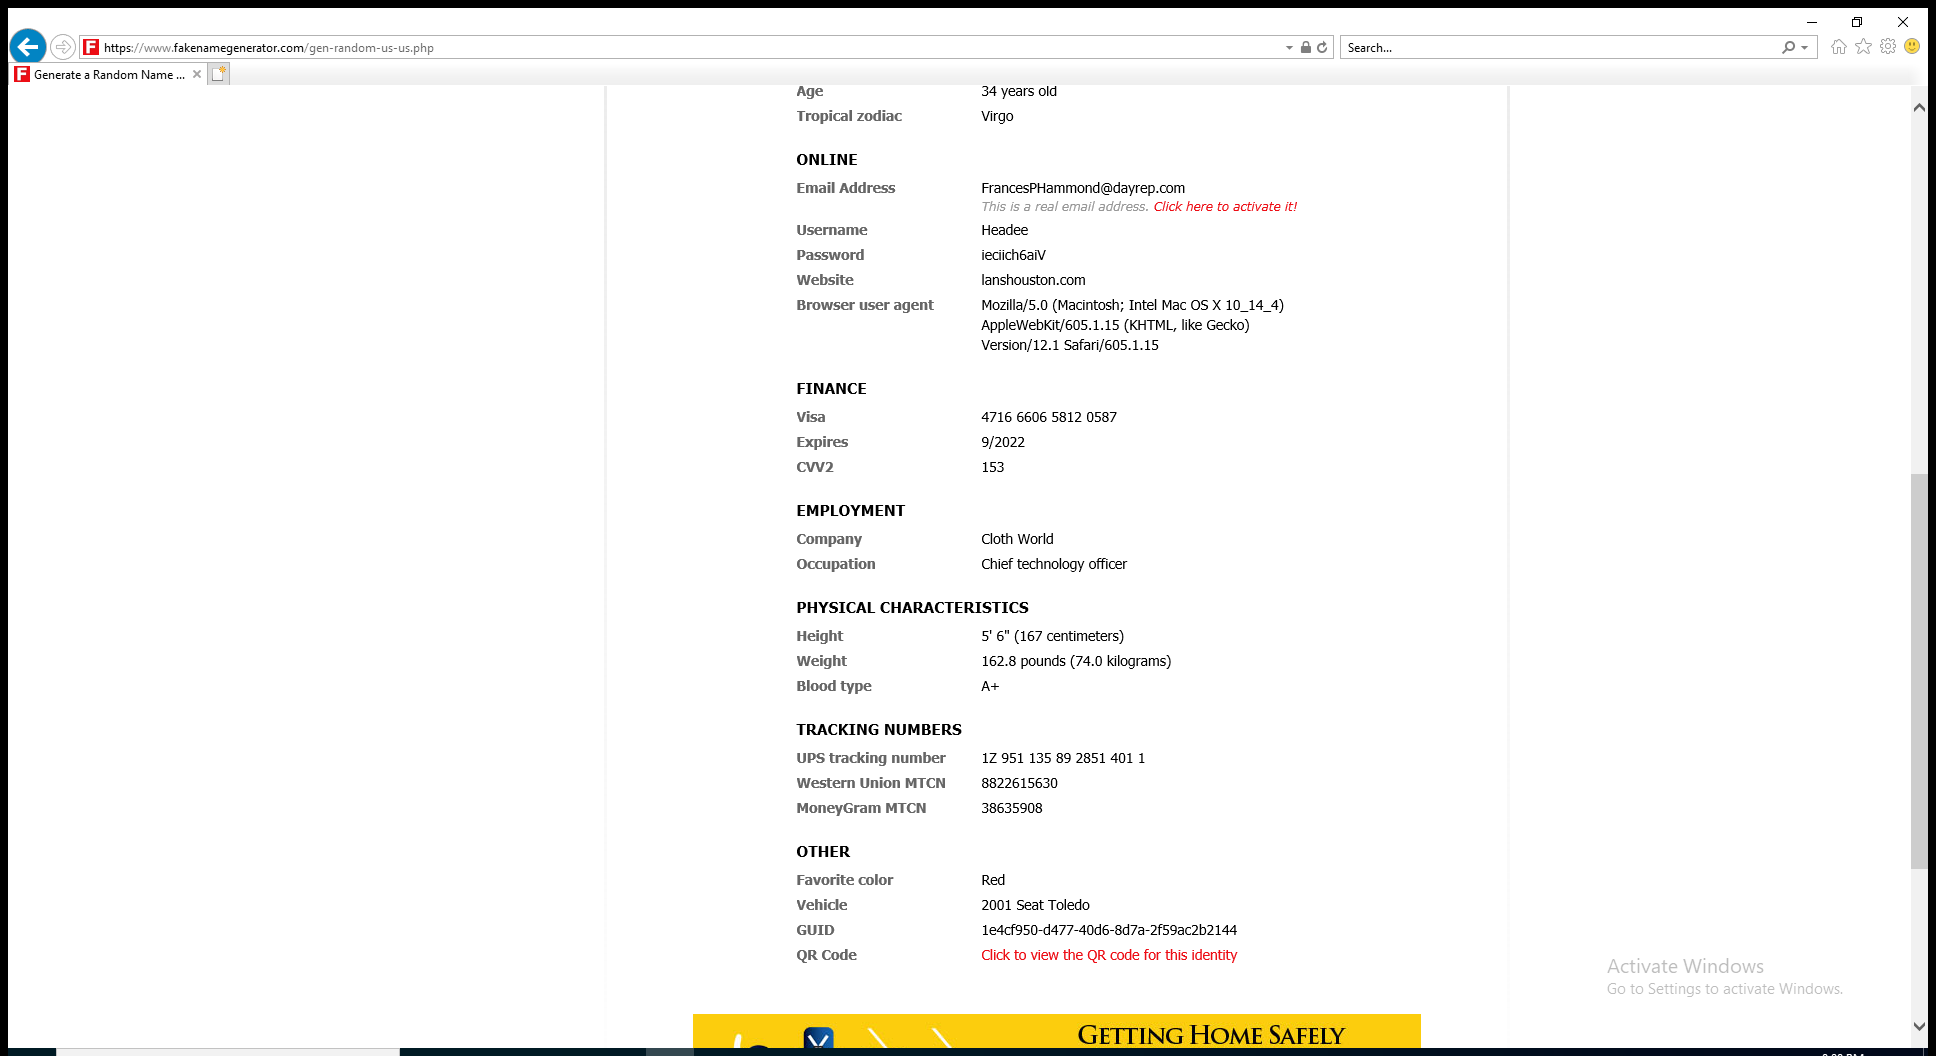 https://www.fakenamegenerator.com/gen-random-us-us.php
Search...
Generate a Random Name ...
Age 34 years old
Tropical zodiac Virgo
ONLINE
Email Address FrancesPHammond@dayrep.com
This is a real email address. Click here to activate it!
Username Headee
Password ieciich6aiV
Website lanshouston.com
Browser user agent Mozilla/5.0 (Macintosh; Intel Mac OS X 10_14_4)
AppleWebKit/605.1.15 (KHTML, like Gecko)
Version/12.1 Safari/605.1.15
FINANCE
Visa 4716 6606 5812 0587
Expires 9/2022
CVV2 153
EMPLOYMENT
Company Cloth World
Occupation Chief technology officer
PHYSICAL CHARACTERISTICS
Height 5' 6" (167 centimeters)
Weight 162.8 pounds (74.0 kilograms)
Blood type A+
TRACKING NUMBERS
UPS tracking number 1Z 951 135 89 2851 401 1
Western Union MTCN 8822615630
MoneyGram MTCN 38635908
OTHER
Favorite color Red
Vehicle 2001 Seat Toledo
GUID 1e4cf950-d477-40d6-8d7a-2f59ac2b2144
QR Code Click to view the QR code for this identity
Activate Windows
Go to Settings to activate Windows.
GETTING HOME SAFELY